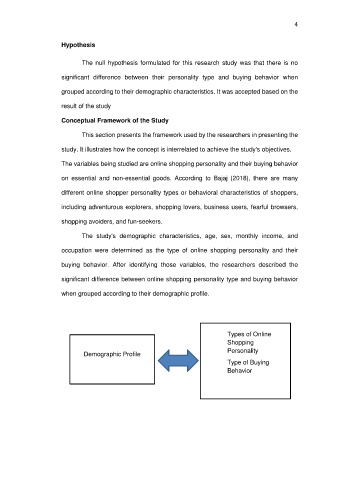 4
Hypothesis
The null hypothesis formulated for this research study was that there is no
significant difference between their personality type and buying behavior when
grouped according to their demographic characteristics. It was accepted based on the
result of the study
Conceptual Framework of the Study
This section presents the framework used by the researchers in presenting the
study. It illustrates how the concept is interrelated to achieve the study's objectives.
The variables being studied are online shopping personality and their buying behavior
on essential and non-essential goods. According to Bajaj (2018), there are many
different online shopper personality types or behavioral characteristics of shoppers,
including adventurous explorers, shopping lovers, business users, fearful browsers,
shopping avoiders, and fun-seekers.
The study's demographic characteristics, age, sex, monthly income, and
occupation were determined as the type of online shopping personality and their
buying behavior. After identifying those variables, the researchers described the
significant difference between online shopping personality type and buying behavior
when grouped according to their demographic profile.
Demographic Profile
Types of Online
Shopping
Personality
Type of Buying
Behavior